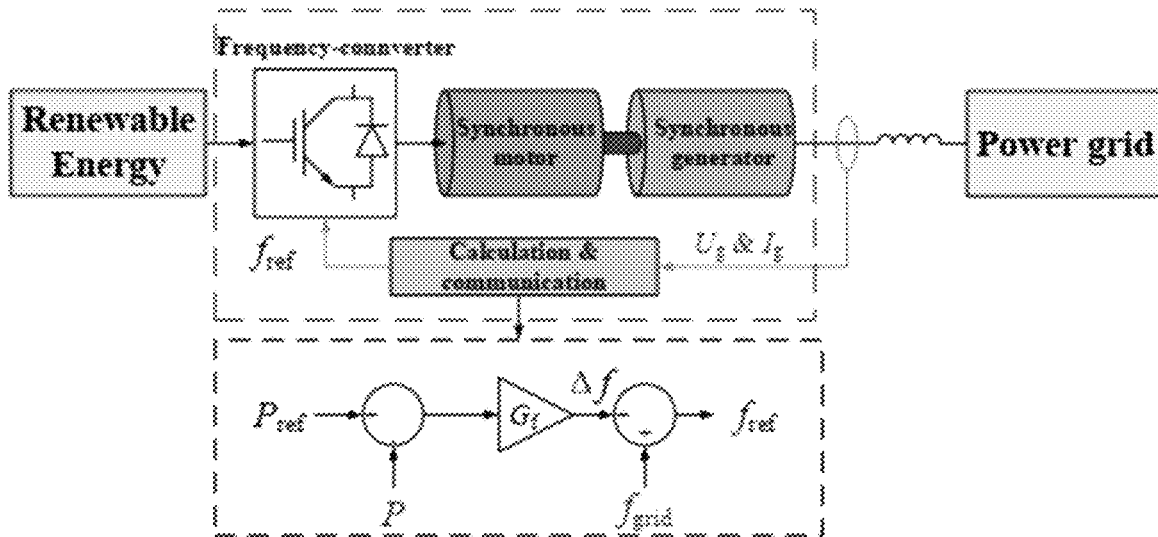 Frequency-connverter
Renewable
Energy
Synchronous
motor
Synchronous
generator
Power grid
f_ref
Calculation &
communication
U_g & I_g
P_ref
G_f
Δf
f_ref
P
f_grid